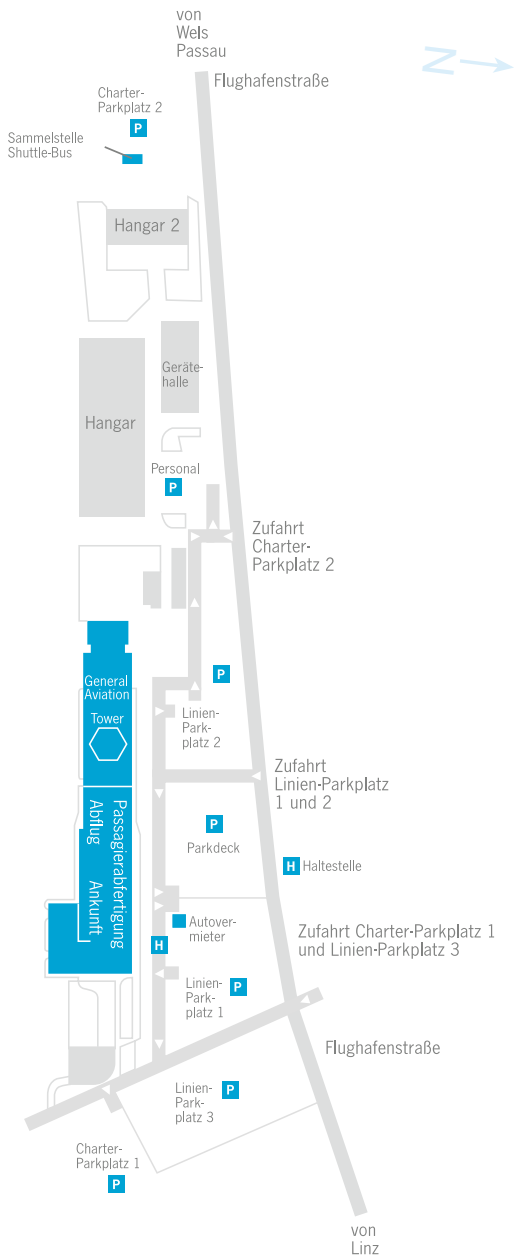 von
Wels
Passau
N
Flughafenstraße
Charter-
Parkplatz 2
P
Sammelstelle
Shuttle-Bus
Hangar 2
Geräte-
halle
Hangar
Personal
P
Zufahrt
Charter-
Parkplatz 2
P
General
Aviation
Tower
Linien-
Park-
platz 2
Zufahrt
Linien-Parkplatz
1 und 2
Passagierabfertigung
Abflug
Ankunft
P
Parkdeck
H Haltestelle
Autover-
mieter
Zufahrt Charter-Parkplatz 1
und Linien-Parkplatz 3
H
Linien-
Park-
platz 1
P
Flughafenstraße
Linien-
Park-
platz 3
P
Charter-
Parkplatz 1
P
von
Linz